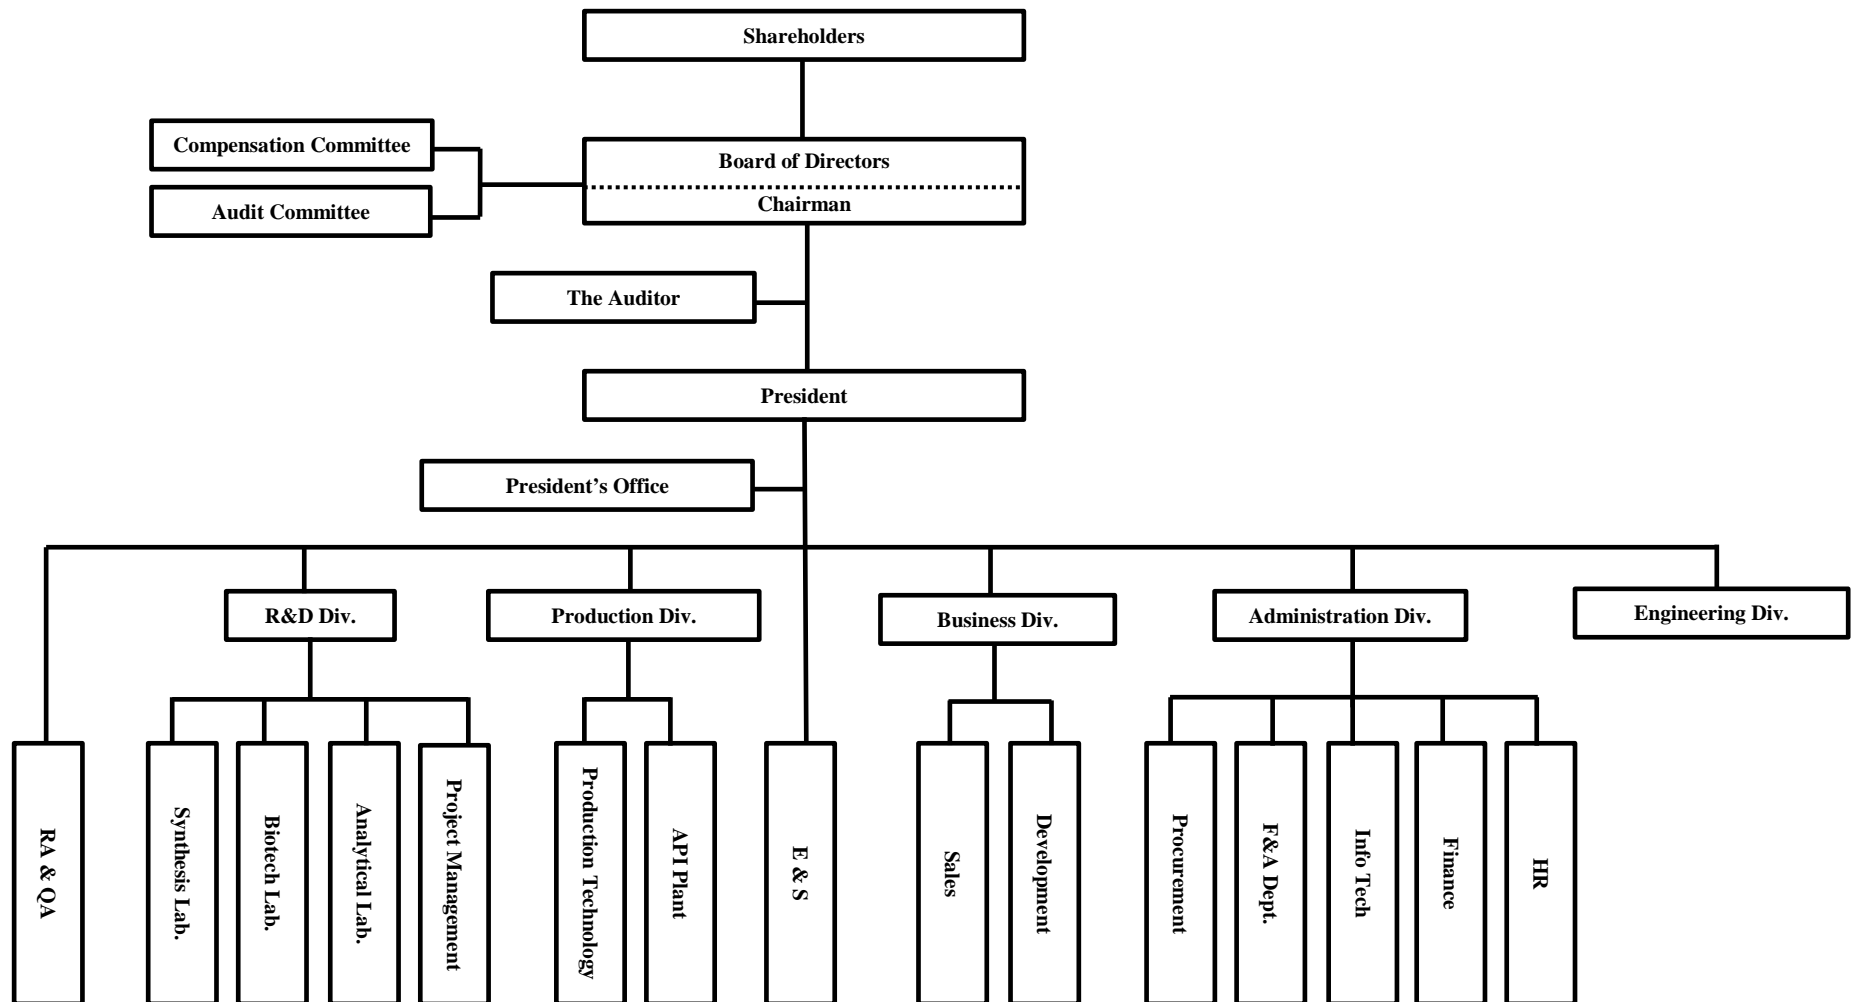 Shareholders
Compensation Committee
Board of Directors
Audit Committee
Chairman
The Auditor
President
President’s Office
R&D Div.
Production Div.
Business Div.
Administration Div.
Engineering Div.
RA & QA
Synthesis Lab.
Biotech Lab.
Analytical Lab.
Project Management
Production Technology
API Plant
E & S
Sales
Development
Procurement
F&A Dept.
Info Tech
Finance
HR